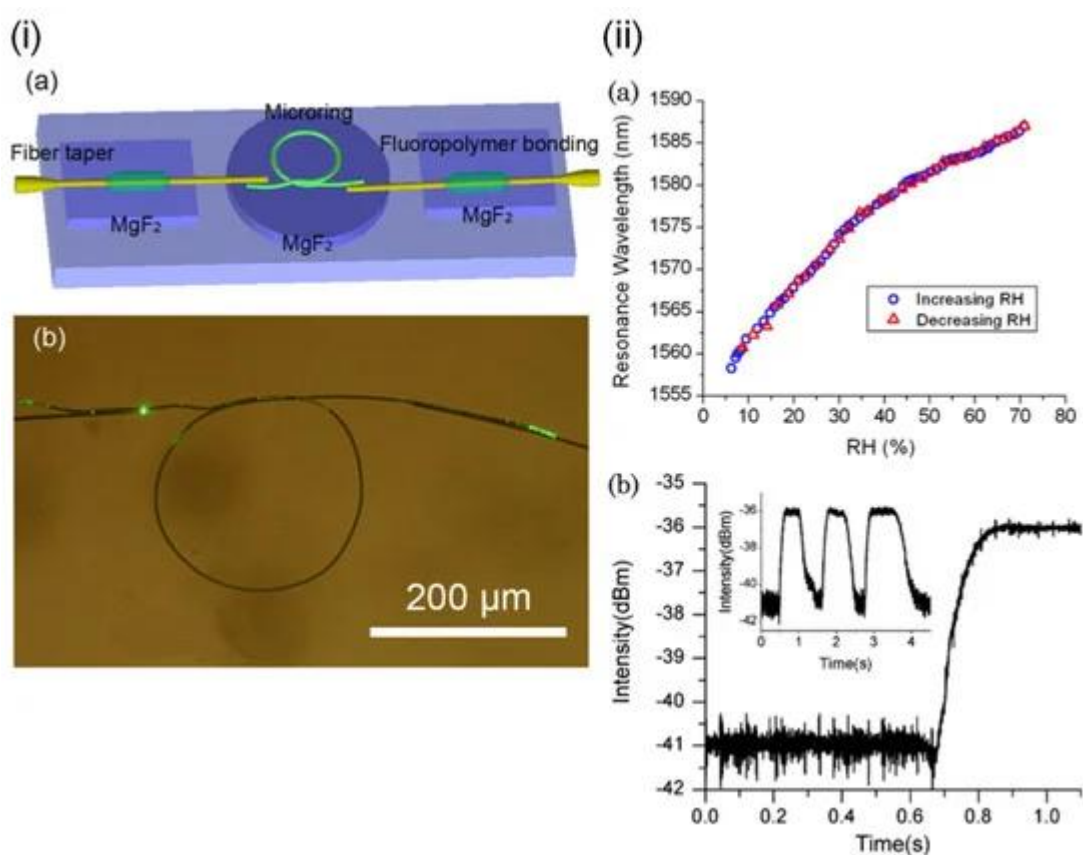 (i)
(a)
Microring
Fiber taper
Fluoropolymer bonding
MgF₂
MgF₂
MgF₂
(b)
200 µm
(ii)
(a)
1590
1585
1580
1575
1570
1565
1560
1555
Resonance Wavelength (nm)
Increasing RH
Decreasing RH
0 10 20 30 40 50 60 70 80
RH (%)
(b)
-35
-36
-37
-38
-39
-40
-41
-42
Intensity(dBm)
-36
-38
-40
-42
Intensity(dBm)
0 1 2 3 4
Time(s)
0.0 0.2 0.4 0.6 0.8 1.0
Time(s)